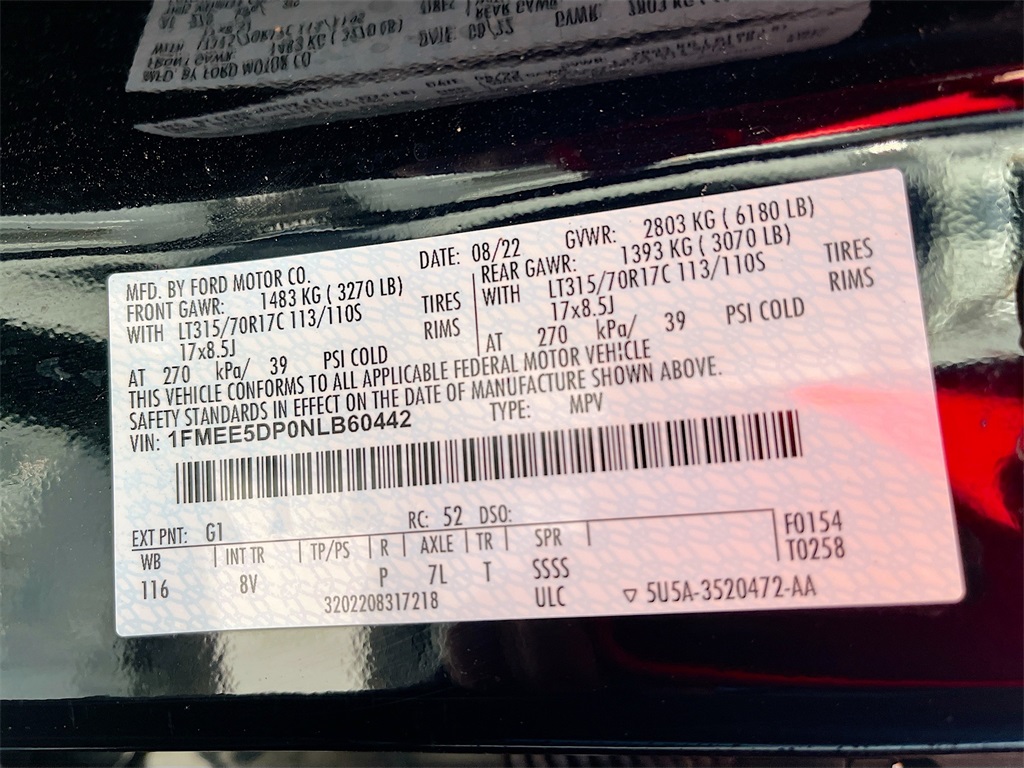 MFD. BY FORD MOTOR CO. DATE: 08/22 GVWR: 2803 KG ( 6180 LB)
FRONT GAWR: 1483 KG ( 3270 LB) REAR GAWR: 1393 KG ( 3070 LB)
WITH LT315/70R17C 113/110S TIRES WITH LT315/70R17C 113/110S TIRES
17x8.5J RIMS 17x8.5J RIMS
AT 270 kPa/ 39 PSI COLD AT 270 kPa/ 39 PSI COLD
THIS VEHICLE CONFORMS TO ALL APPLICABLE FEDERAL MOTOR VEHICLE
SAFETY STANDARDS IN EFFECT ON THE DATE OF MANUFACTURE SHOWN ABOVE.
VIN: 1FMEE5DP0NLB60442 TYPE: MPV
EXT PNT: G1 RC: 52 DSO:
WB INT TR TP/PS R AXLE TR SPR F0154
116 8V P 7L T SSSS T0258
3202208317218 ULC ▽ 5U5A-3520472-AA